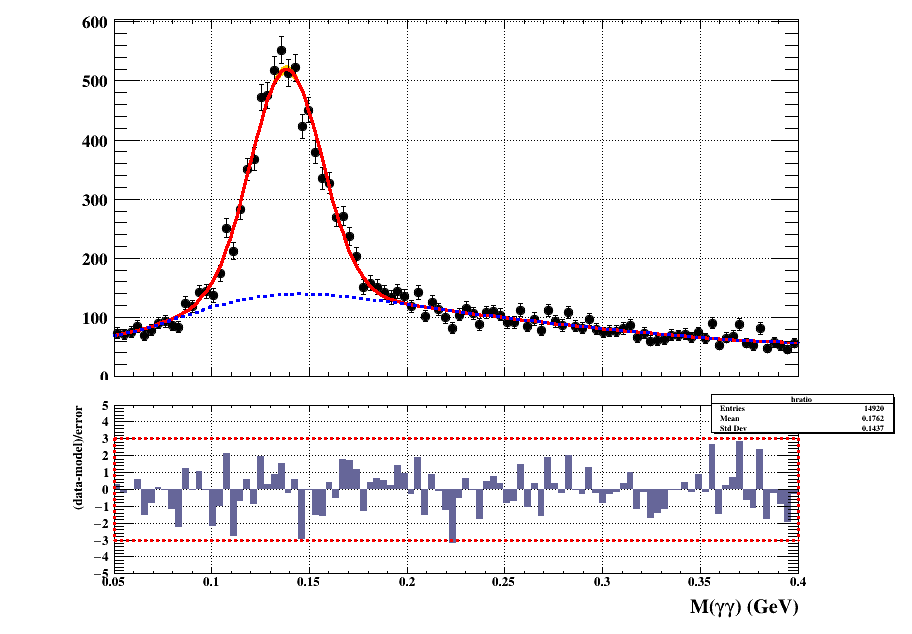 600
500
400
300
200
100
0
hratio
Entries 14920
Mean 0.1762
Std Dev 0.1437
(data-model)/error
5
4
3
2
1
0
−1
−2
−3
−4
−5
0.05 0.1 0.15 0.2 0.25 0.3 0.35 0.4
M(γγ) (GeV)